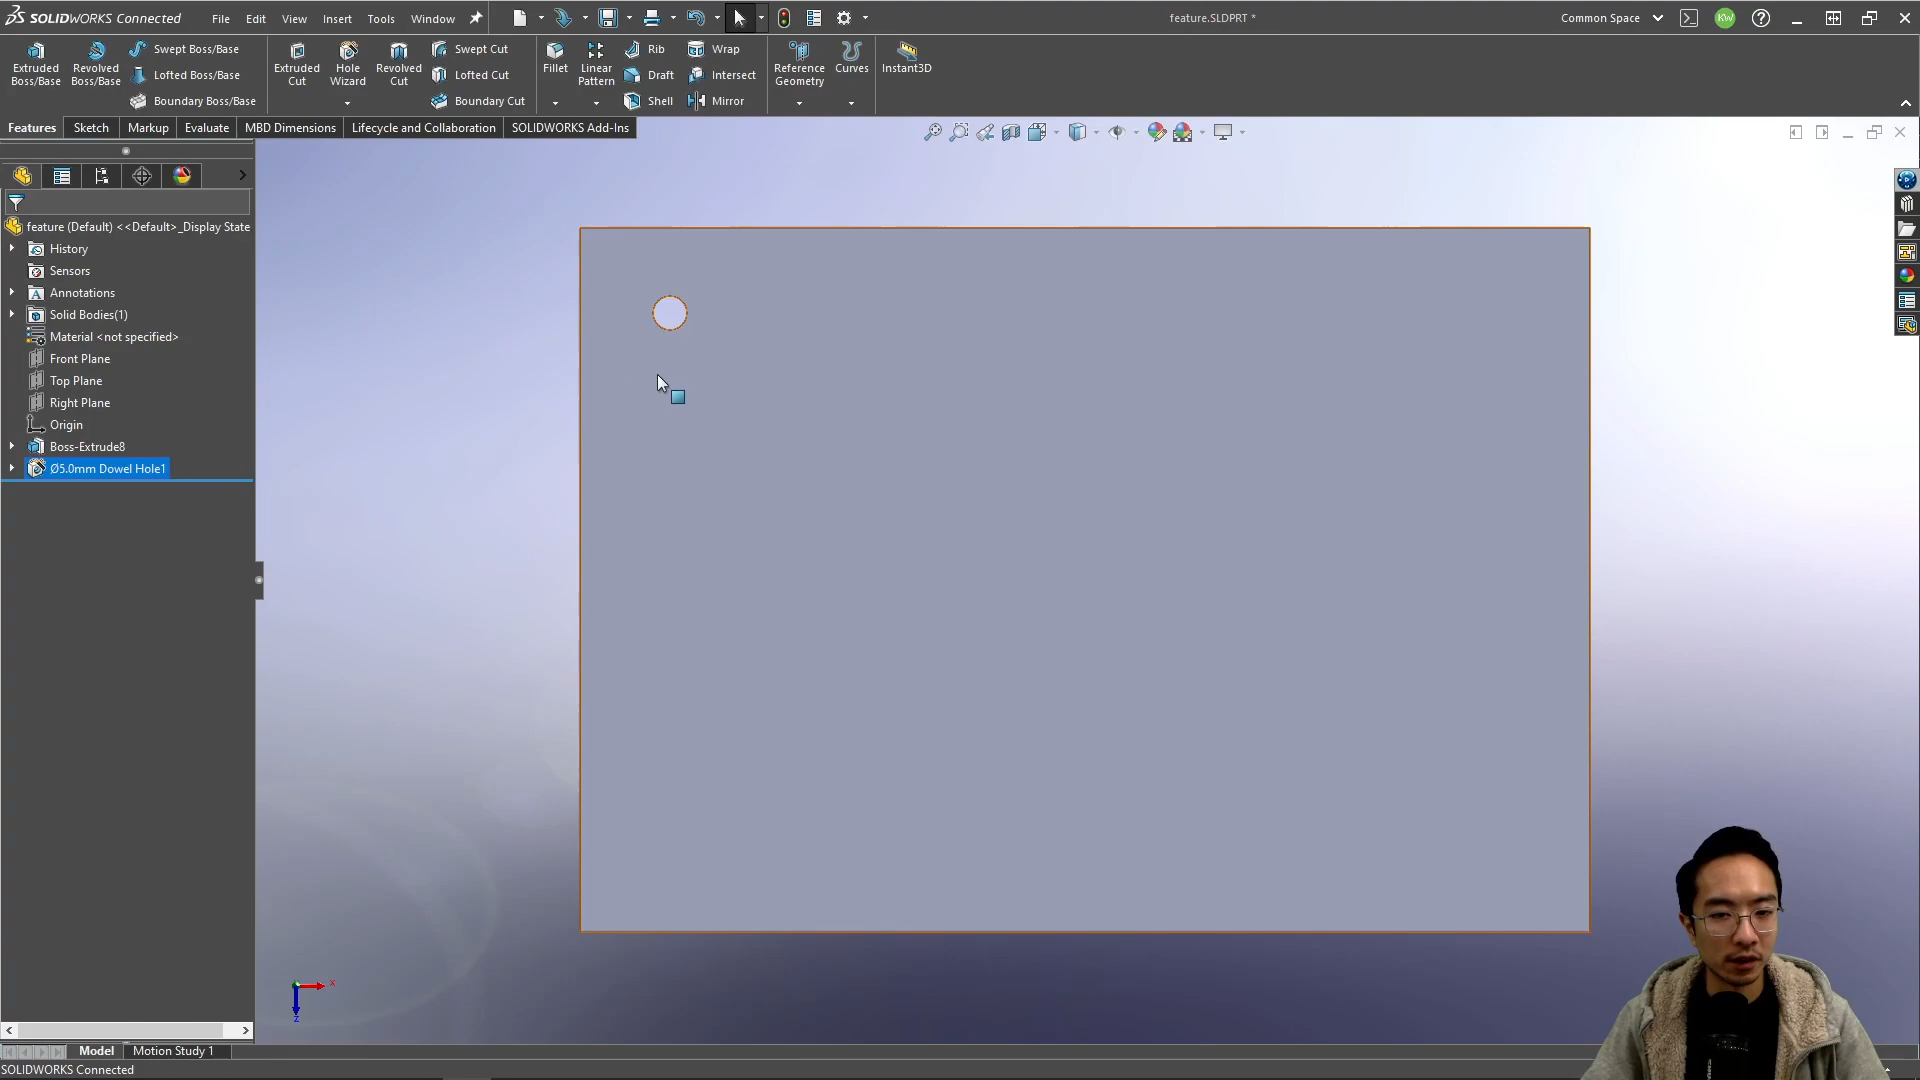 SOLIDWORKS Connected
File
Edit
View
Insert
Tools
Window
feature.SLDPRT *
Common Space
KW
Extruded Boss/Base
Revolved Boss/Base
Swept Boss/Base
Lofted Boss/Base
Boundary Boss/Base
Extruded Cut
Hole Wizard
Revolved Cut
Swept Cut
Lofted Cut
Boundary Cut
Fillet
Linear Pattern
Rib
Draft
Shell
Wrap
Intersect
Mirror
Reference Geometry
Curves
Instant3D
Features
Sketch
Markup
Evaluate
MBD Dimensions
Lifecycle and Collaboration
SOLIDWORKS Add-Ins
feature (Default) <<Default>_Display State
History
Sensors
Annotations
Solid Bodies(1)
Material <not specified>
Front Plane
Top Plane
Right Plane
Origin
Boss-Extrude8
Ø5.0mm Dowel Hole1
x
z
Model
Motion Study 1
SOLIDWORKS Connected